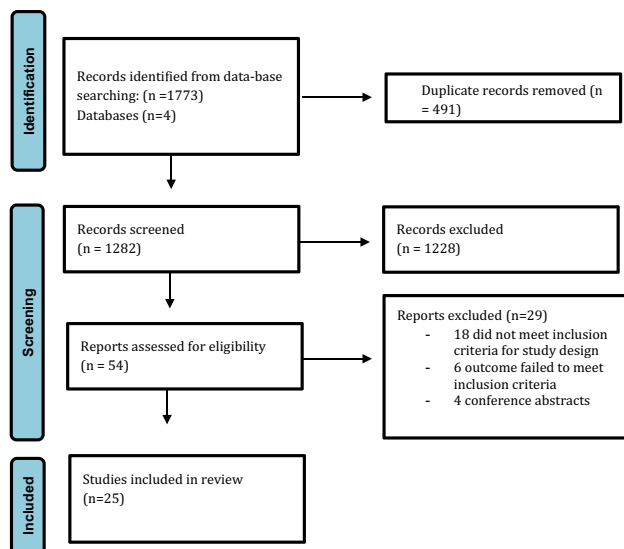 Identification
Records identified from data-base
searching: (n =1773)
Databases (n=4)
Duplicate records removed (n
= 491)
Screening
Records screened
(n = 1282)
Records excluded
(n = 1228)
Reports assessed for eligibility
(n = 54)
Reports excluded (n=29)
- 18 did not meet inclusion
criteria for study design
- 6 outcome failed to meet
inclusion criteria
- 4 conference abstracts
Included
Studies included in review
(n=25)